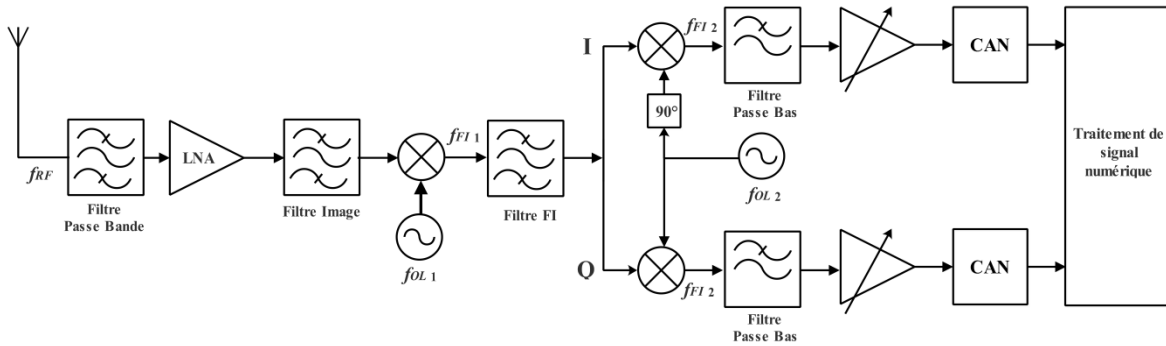 fRF
Filtre
Passe Bande
LNA
Filtre Image
fFI 1
fOL 1
Filtre FI
I
fFI 2
Filtre
Passe Bas
CAN
90°
fOL 2
Traitement de
signal
numérique
Q
fFI 2
Filtre
Passe Bas
CAN